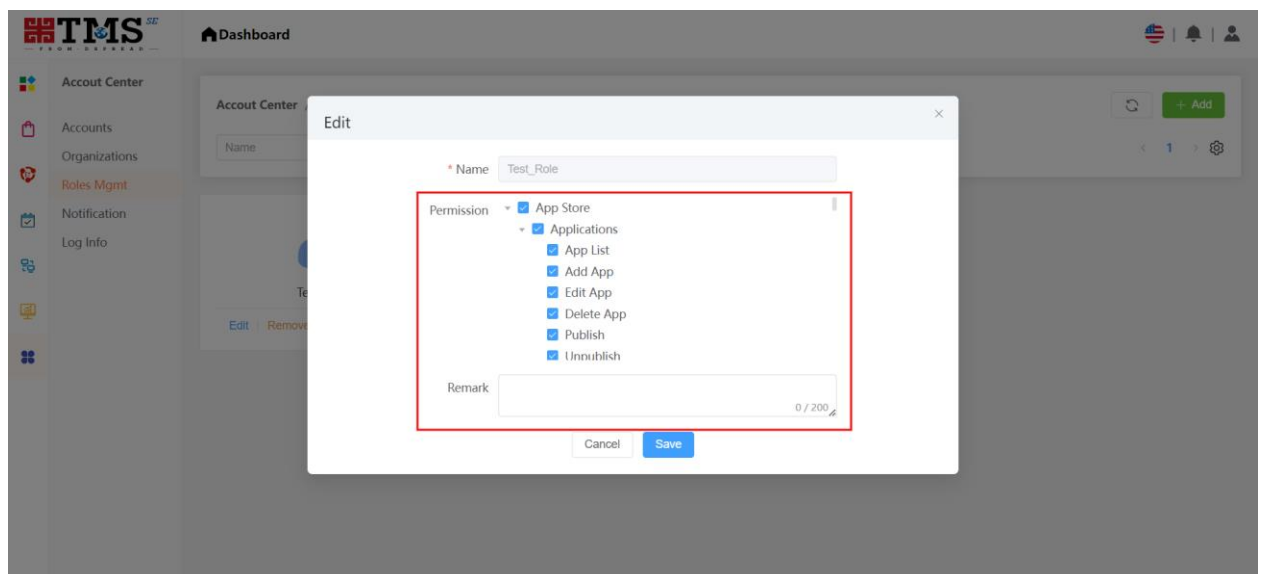 TMS SE
Dashboard
Accout Center
Accounts
Organizations
Roles Mgmt
Notification
Log Info
Accout Center /
+ Add
Name
1
Edit
* Name Test_Role
Permission
App Store
Applications
App List
Add App
Edit App
Delete App
Publish
Unpublish
Te
Edit Remove
Remark
0 / 200
Cancel Save